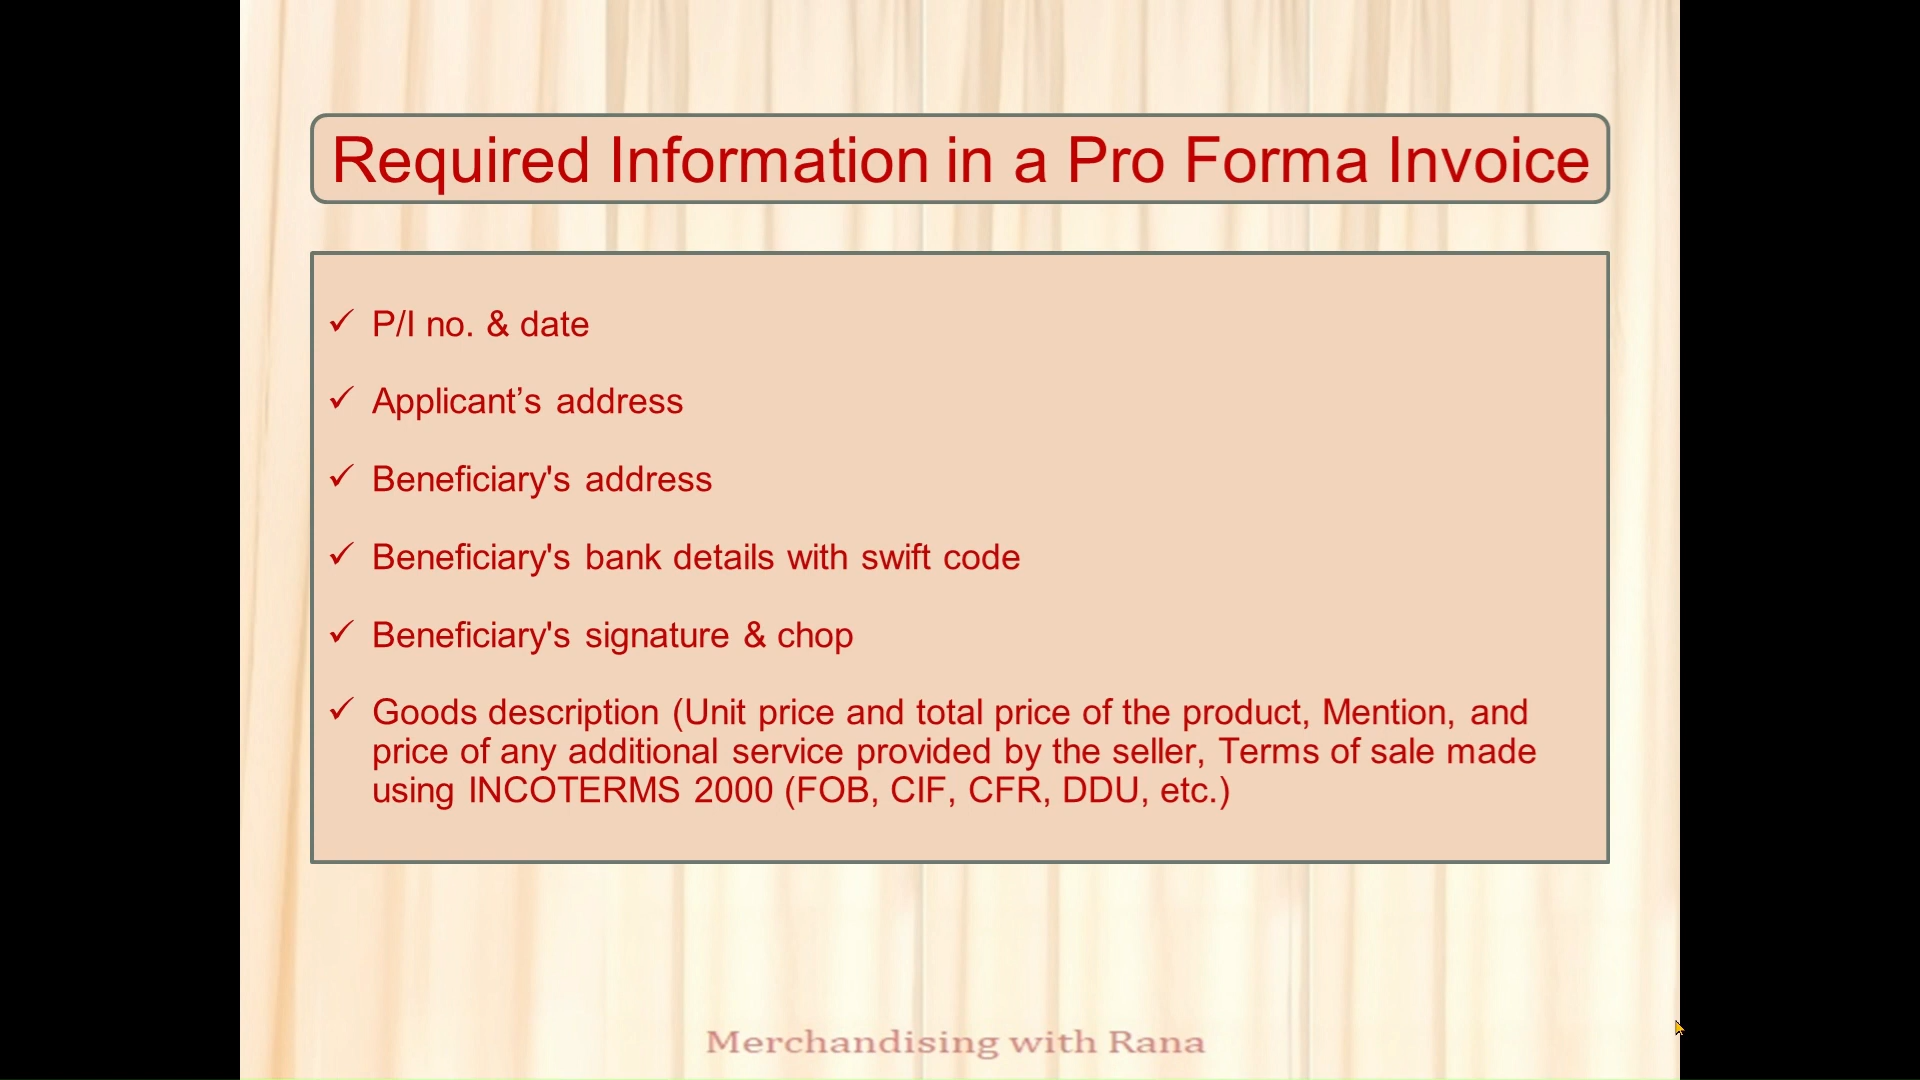 Required Information in a Pro Forma Invoice
✓ P/I no. & date
✓ Applicant’s address
✓ Beneficiary's address
✓ Beneficiary's bank details with swift code
✓ Beneficiary's signature & chop
✓ Goods description (Unit price and total price of the product, Mention, and
price of any additional service provided by the seller, Terms of sale made
using INCOTERMS 2000 (FOB, CIF, CFR, DDU, etc.)
Merchandising with Rana